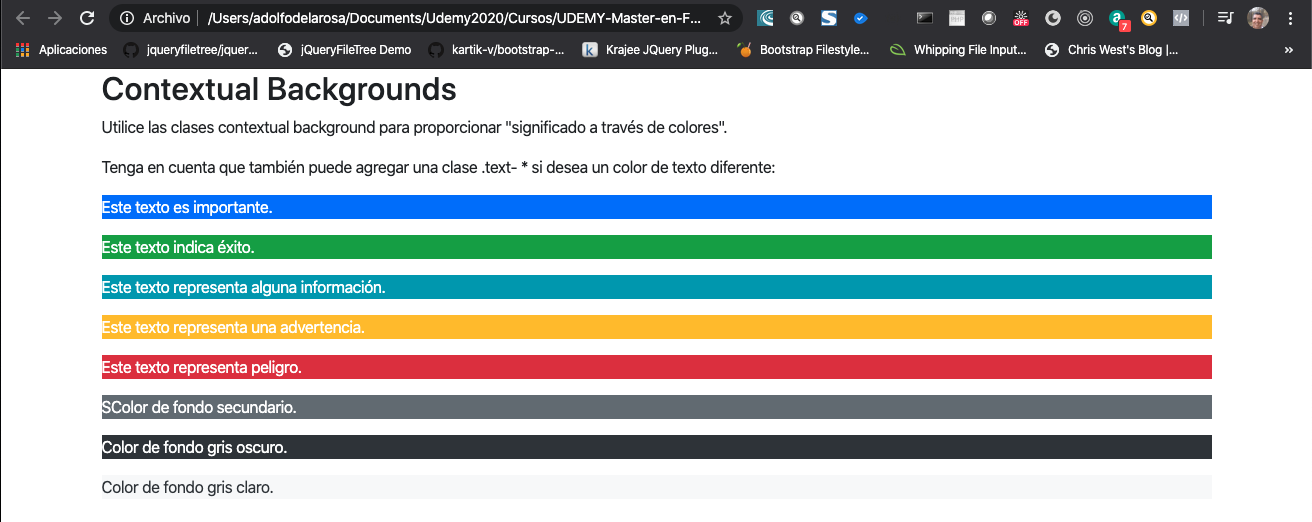 Archivo /Users/adolfodelarosa/Documents/Udemy2020/Cursos/UDEMY-Master-en-F...
OFF
7
Aplicaciones jqueryfiletree/jquer... jQueryFileTree Demo kartik-v/bootstrap-... Krajee JQuery Plug... Bootstrap Filestyle... Whipping File Input... Chris West's Blog |... »
Contextual Backgrounds
Utilice las clases contextual background para proporcionar "significado a través de colores".
Tenga en cuenta que también puede agregar una clase .text- * si desea un color de texto diferente:
Este texto es importante.
Este texto indica éxito.
Este texto representa alguna información.
Este texto representa una advertencia.
Este texto representa peligro.
SColor de fondo secundario.
Color de fondo gris oscuro.
Color de fondo gris claro.